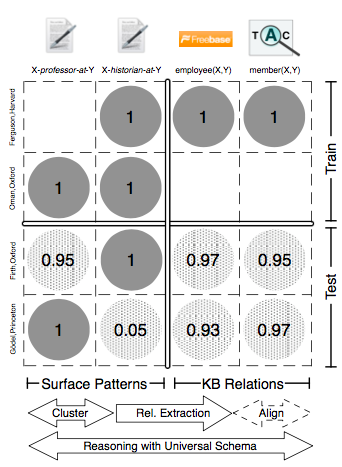 Freebase
T A C
X-professor-at-Y X-historian-at-Y employee(X,Y) member(X,Y)
Ferguson,Harvard
1 1 1
Oman,Oxford
1 1
Train
Firth,Oxford
0.95 1 0.97 0.95
Gödel,Princeton
1 0.05 0.93 0.97
Test
Surface Patterns KB Relations
Cluster Rel. Extraction Align
Reasoning with Universal Schema